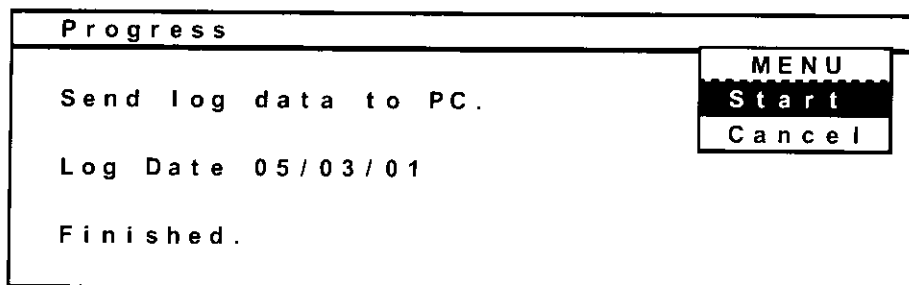 Progress
MENU
Start
Cancel
Send log data to PC.
Log Date 05/03/01
Finished.